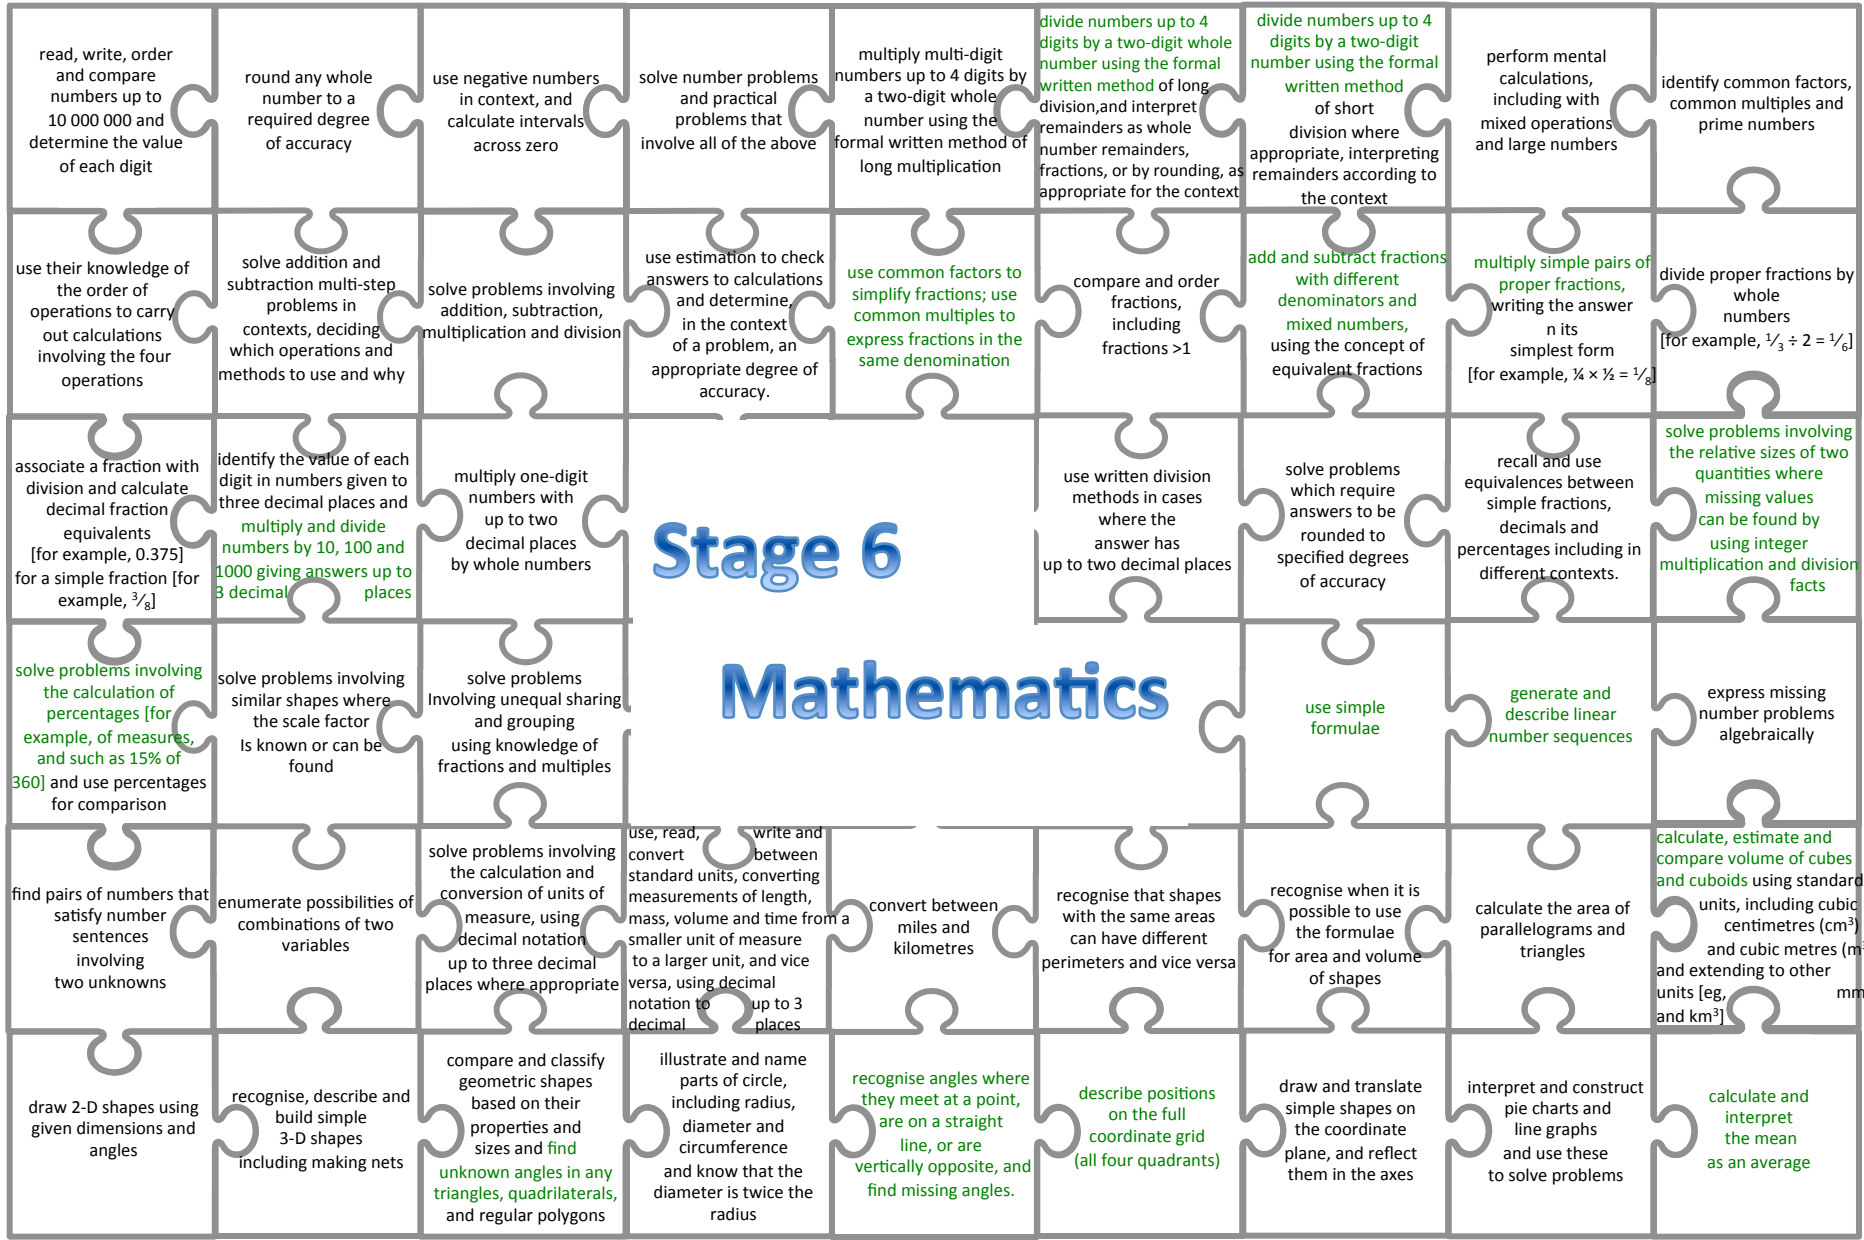 read, write, order
and compare
numbers up to
10 000 000 and
determine the value
of each digit
round any whole
number to a
required degree
of accuracy
use negative numbers
in context, and
calculate intervals
across zero
solve number problems
and practical
problems that
involve all of the above
multiply multi-digit
numbers up to 4 digits by
a two-digit whole
number using the
formal written method of
long multiplication
divide numbers up to 4
digits by a two-digit whole
number using the formal
written method of long
division,and interpret
remainders as whole
number remainders,
fractions, or by rounding, as
appropriate for the context
divide numbers up to 4
digits by a two-digit
number using the formal
written method
of short
division where
appropriate, interpreting
remainders according to
the context
perform mental
calculations,
including with
mixed operations
and large numbers
identify common factors,
common multiples and
prime numbers
use their knowledge of
the order of
operations to carry
out calculations
involving the four
operations
solve addition and
subtraction multi-step
problems in
contexts, deciding
which operations and
methods to use and why
solve problems involving
addition, subtraction,
multiplication and division
use estimation to check
answers to calculations
and determine,
in the context
of a problem, an
appropriate degree of
accuracy.
use common factors to
simplify fractions; use
common multiples to
express fractions in the
same denomination
compare and order
fractions,
including
fractions >1
add and subtract fractions
with different
denominators and
mixed numbers,
using the concept of
equivalent fractions
multiply simple pairs of
proper fractions,
writing the answer
n its
simplest form
[for example, ¼ × ½ = ¹⁄₈]
divide proper fractions by
whole
numbers
[for example, ¹⁄₃ ÷ 2 = ¹⁄₆]
associate a fraction with
division and calculate
decimal fraction
equivalents
[for example, 0.375]
for a simple fraction [for
example, ³⁄₈]
identify the value of each
digit in numbers given to
three decimal places and
multiply and divide
numbers by 10, 100 and
1000 giving answers up to
3 decimal places
multiply one-digit
numbers with
up to two
decimal places
by whole numbers
Stage 6
Mathematics
use written division
methods in cases
where the
answer has
up to two decimal places
solve problems
which require
answers to be
rounded to
specified degrees
of accuracy
recall and use
equivalences between
simple fractions,
decimals and
percentages including in
different contexts.
solve problems involving
the relative sizes of two
quantities where
missing values
can be found by
using integer
multiplication and division
facts
solve problems involving
the calculation of
percentages [for
example, of measures,
and such as 15% of
360] and use percentages
for comparison
solve problems involving
similar shapes where
the scale factor
Is known or can be
found
solve problems
Involving unequal sharing
and grouping
using knowledge of
fractions and multiples
use simple
formulae
generate and
describe linear
number sequences
express missing
number problems
algebraically
find pairs of numbers that
satisfy number
sentences
involving
two unknowns
enumerate possibilities of
combinations of two
variables
solve problems involving
the calculation and
conversion of units of
measure, using
decimal notation
up to three decimal
places where appropriate
use, read, write and
convert between
standard units, converting
measurements of length,
mass, volume and time from a
smaller unit of measure
to a larger unit, and vice
versa, using decimal
notation to up to 3
decimal places
convert between
miles and
kilometres
recognise that shapes
with the same areas
can have different
perimeters and vice versa
recognise when it is
possible to use
the formulae
for area and volume
of shapes
calculate the area of
parallelograms and
triangles
calculate, estimate and
compare volume of cubes
and cuboids using standard
units, including cubic
centimetres (cm³)
and cubic metres (m³
and extending to other
units [eg, mm
and km³]
draw 2-D shapes using
given dimensions and
angles
recognise, describe and
build simple
3-D shapes
including making nets
compare and classify
geometric shapes
based on their
properties and
sizes and find
unknown angles in any
triangles, quadrilaterals,
and regular polygons
illustrate and name
parts of circle,
including radius,
diameter and
circumference
and know that the
diameter is twice the
radius
recognise angles where
they meet at a point,
are on a straight
line, or are
vertically opposite, and
find missing angles.
describe positions
on the full
coordinate grid
(all four quadrants)
draw and translate
simple shapes on
the coordinate
plane, and reflect
them in the axes
interpret and construct
pie charts and
line graphs
and use these
to solve problems
calculate and
interpret
the mean
as an average